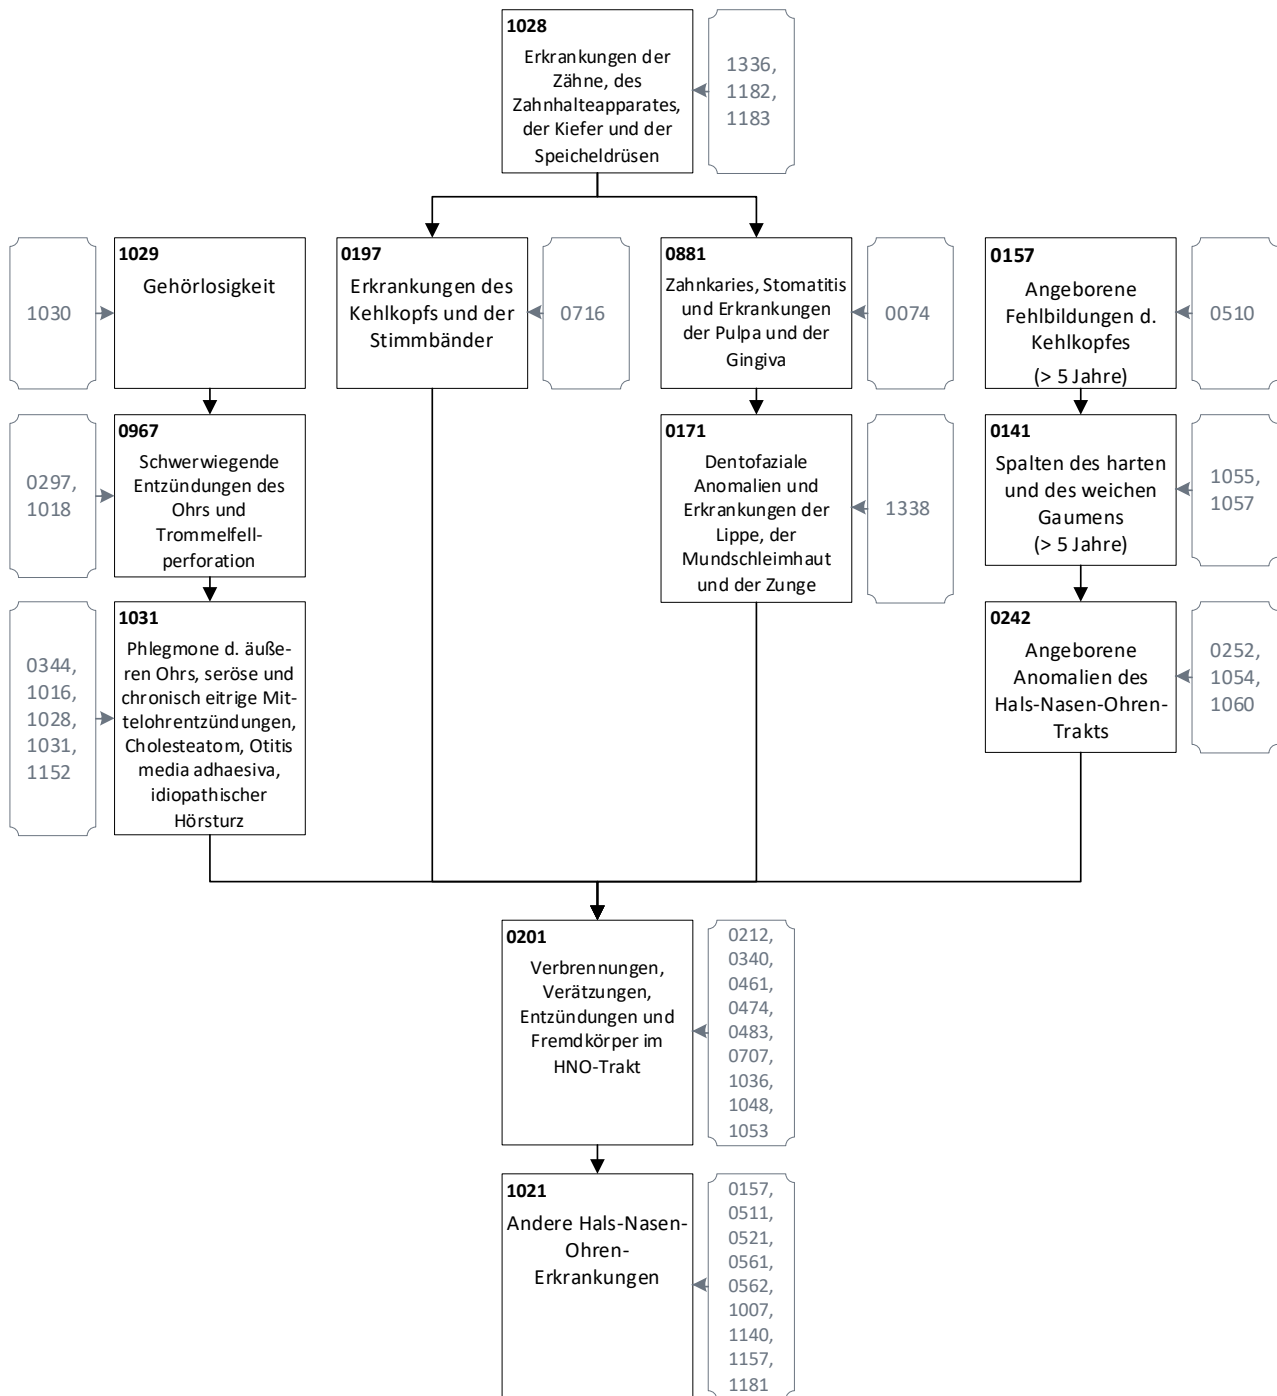 1028
Erkrankungen der
Zähne, des
Zahnhalteapparates,
der Kiefer und der
Speicheldrüsen
1336,
1182,
1183
1030
1029
Gehörlosigkeit
0197
Erkrankungen des
Kehlkopfs und der
Stimmbänder
0716
0881
Zahnkaries, Stomatitis
und Erkrankungen
der Pulpa und der
Gingiva
0074
0157
Angeborene
Fehlbildungen d.
Kehlkopfes
(> 5 Jahre)
0510
0297,
1018
0967
Schwerwiegende
Entzündungen des
Ohrs und
Trommelfell-
perforation
0171
Dentofaziale
Anomalien und
Erkrankungen der
Lippe, der
Mundschleimhaut
und der Zunge
1338
0141
Spalten des harten
und des weichen
Gaumens
(> 5 Jahre)
1055,
1057
0344,
1016,
1028,
1031,
1152
1031
Phlegmone d. äuße-
ren Ohrs, seröse und
chronisch eitrige Mit-
telohrentzündungen,
Cholesteatom, Otitis
media adhaesiva,
idiopathischer
Hörsturz
0242
Angeborene
Anomalien des
Hals-Nasen-Ohren-
Trakts
0252,
1054,
1060
0201
Verbrennungen,
Verätzungen,
Entzündungen und
Fremdkörper im
HNO-Trakt
0212,
0340,
0461,
0474,
0483,
0707,
1036,
1048,
1053
1021
Andere Hals-Nasen-
Ohren-
Erkrankungen
0157,
0511,
0521,
0561,
0562,
1007,
1140,
1157,
1181